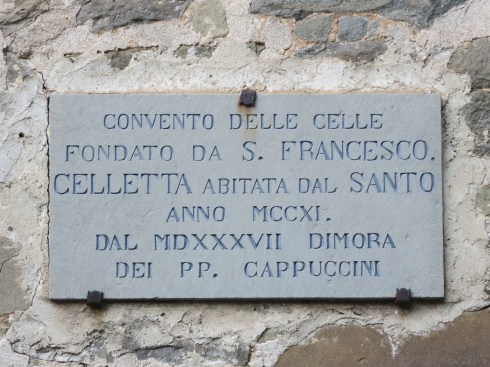 CONVENTO DELLE CELLE
FONDATO DA S. FRANCESCO.
CELLETTA ABITATA DAL SANTO
ANNO MCCXI.
DAL MDXXXVII DIMORA
DEI PP. CAPPUCCINI